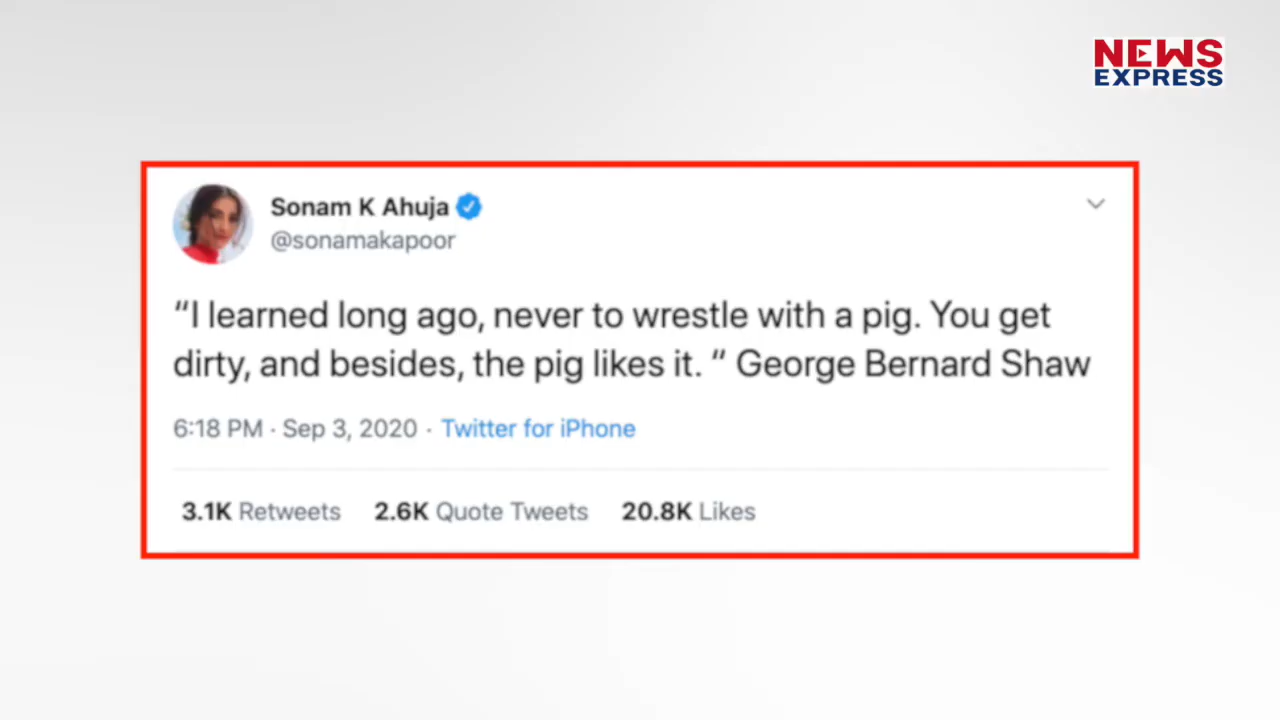 NEWS
EXPRESS
Sonam K Ahuja
@sonamakapoor
“I learned long ago, never to wrestle with a pig. You get
dirty, and besides, the pig likes it. “ George Bernard Shaw
6:18 PM · Sep 3, 2020 · Twitter for iPhone
3.1K Retweets 2.6K Quote Tweets 20.8K Likes